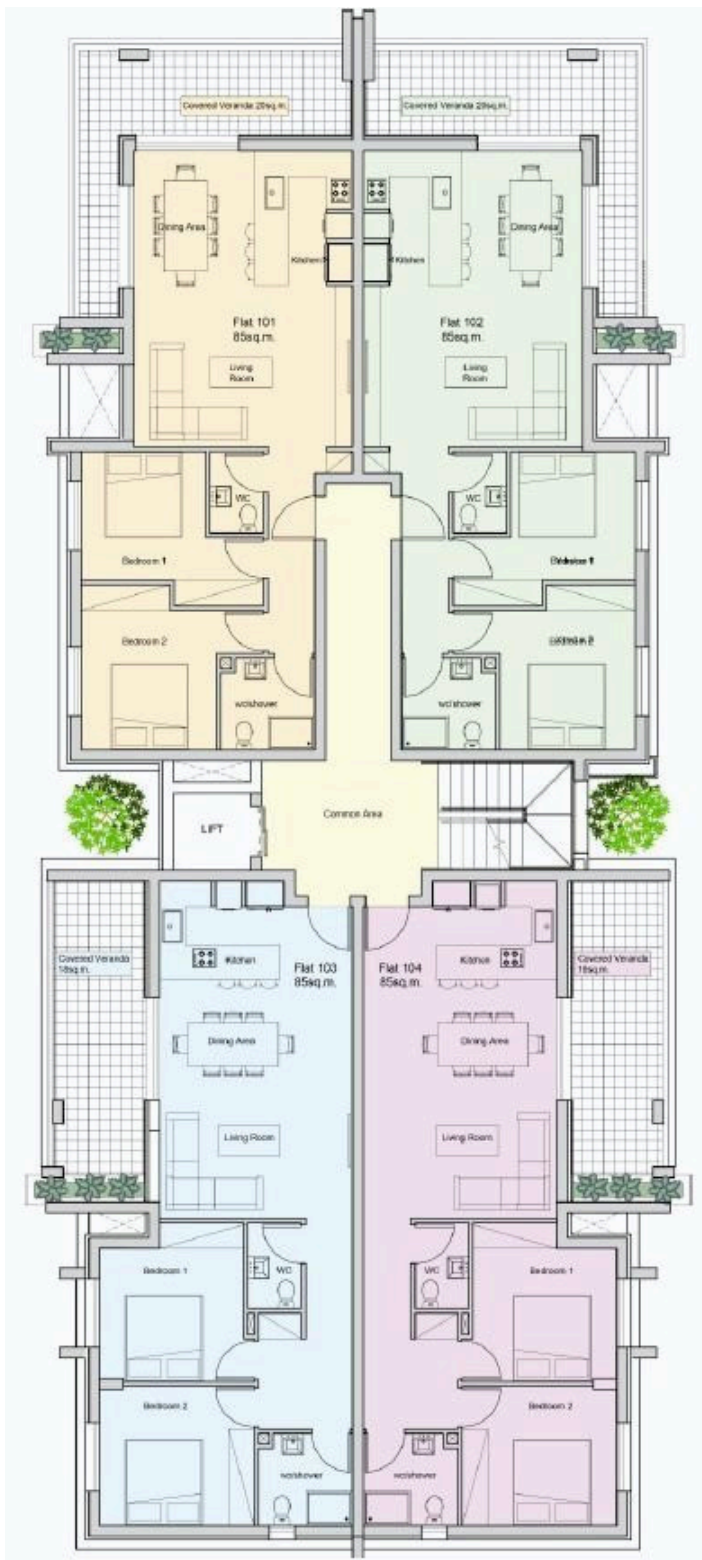 Covered Veranda 20sq.m.
Covered Veranda 20sq.m.
Dining Area
Kitchen
Kitchen
Dining Area
Flat 101
85sq.m.
Flat 102
85sq.m.
Living
Room
Living
Room
WC
WC
Bedroom 1
Bedroom 2
wc/shower
wc/shower
LIFT
Common Area
Covered Veranda
18sq.m.
Kitchen
Flat 103
85sq.m.
Flat 104
85sq.m.
Kitchen
Covered Veranda
18sq.m.
Dining Area
Dining Area
Living Room
Living Room
WC
WC
Bedroom 1
Bedroom 1
Bedroom 2
Bedroom 2
wc/shower
wc/shower